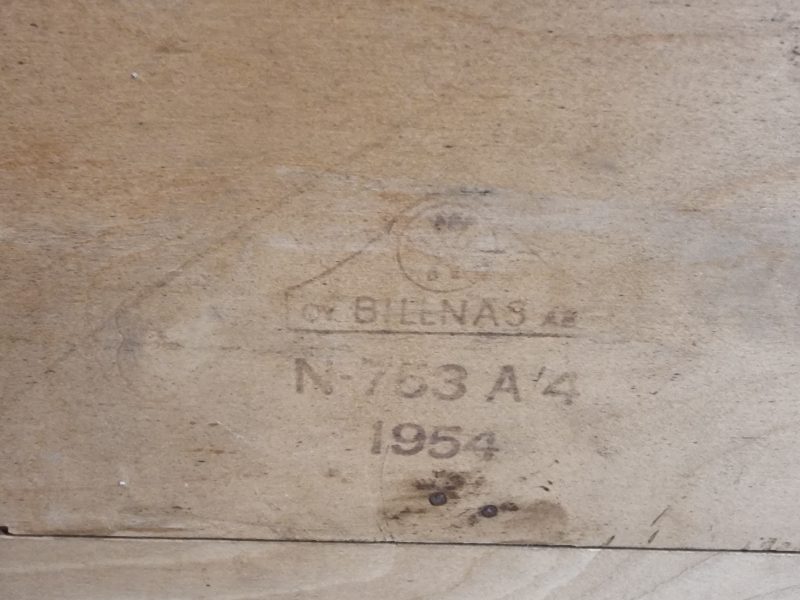 OY BILLNÄS AB
N-753 A/4
1954